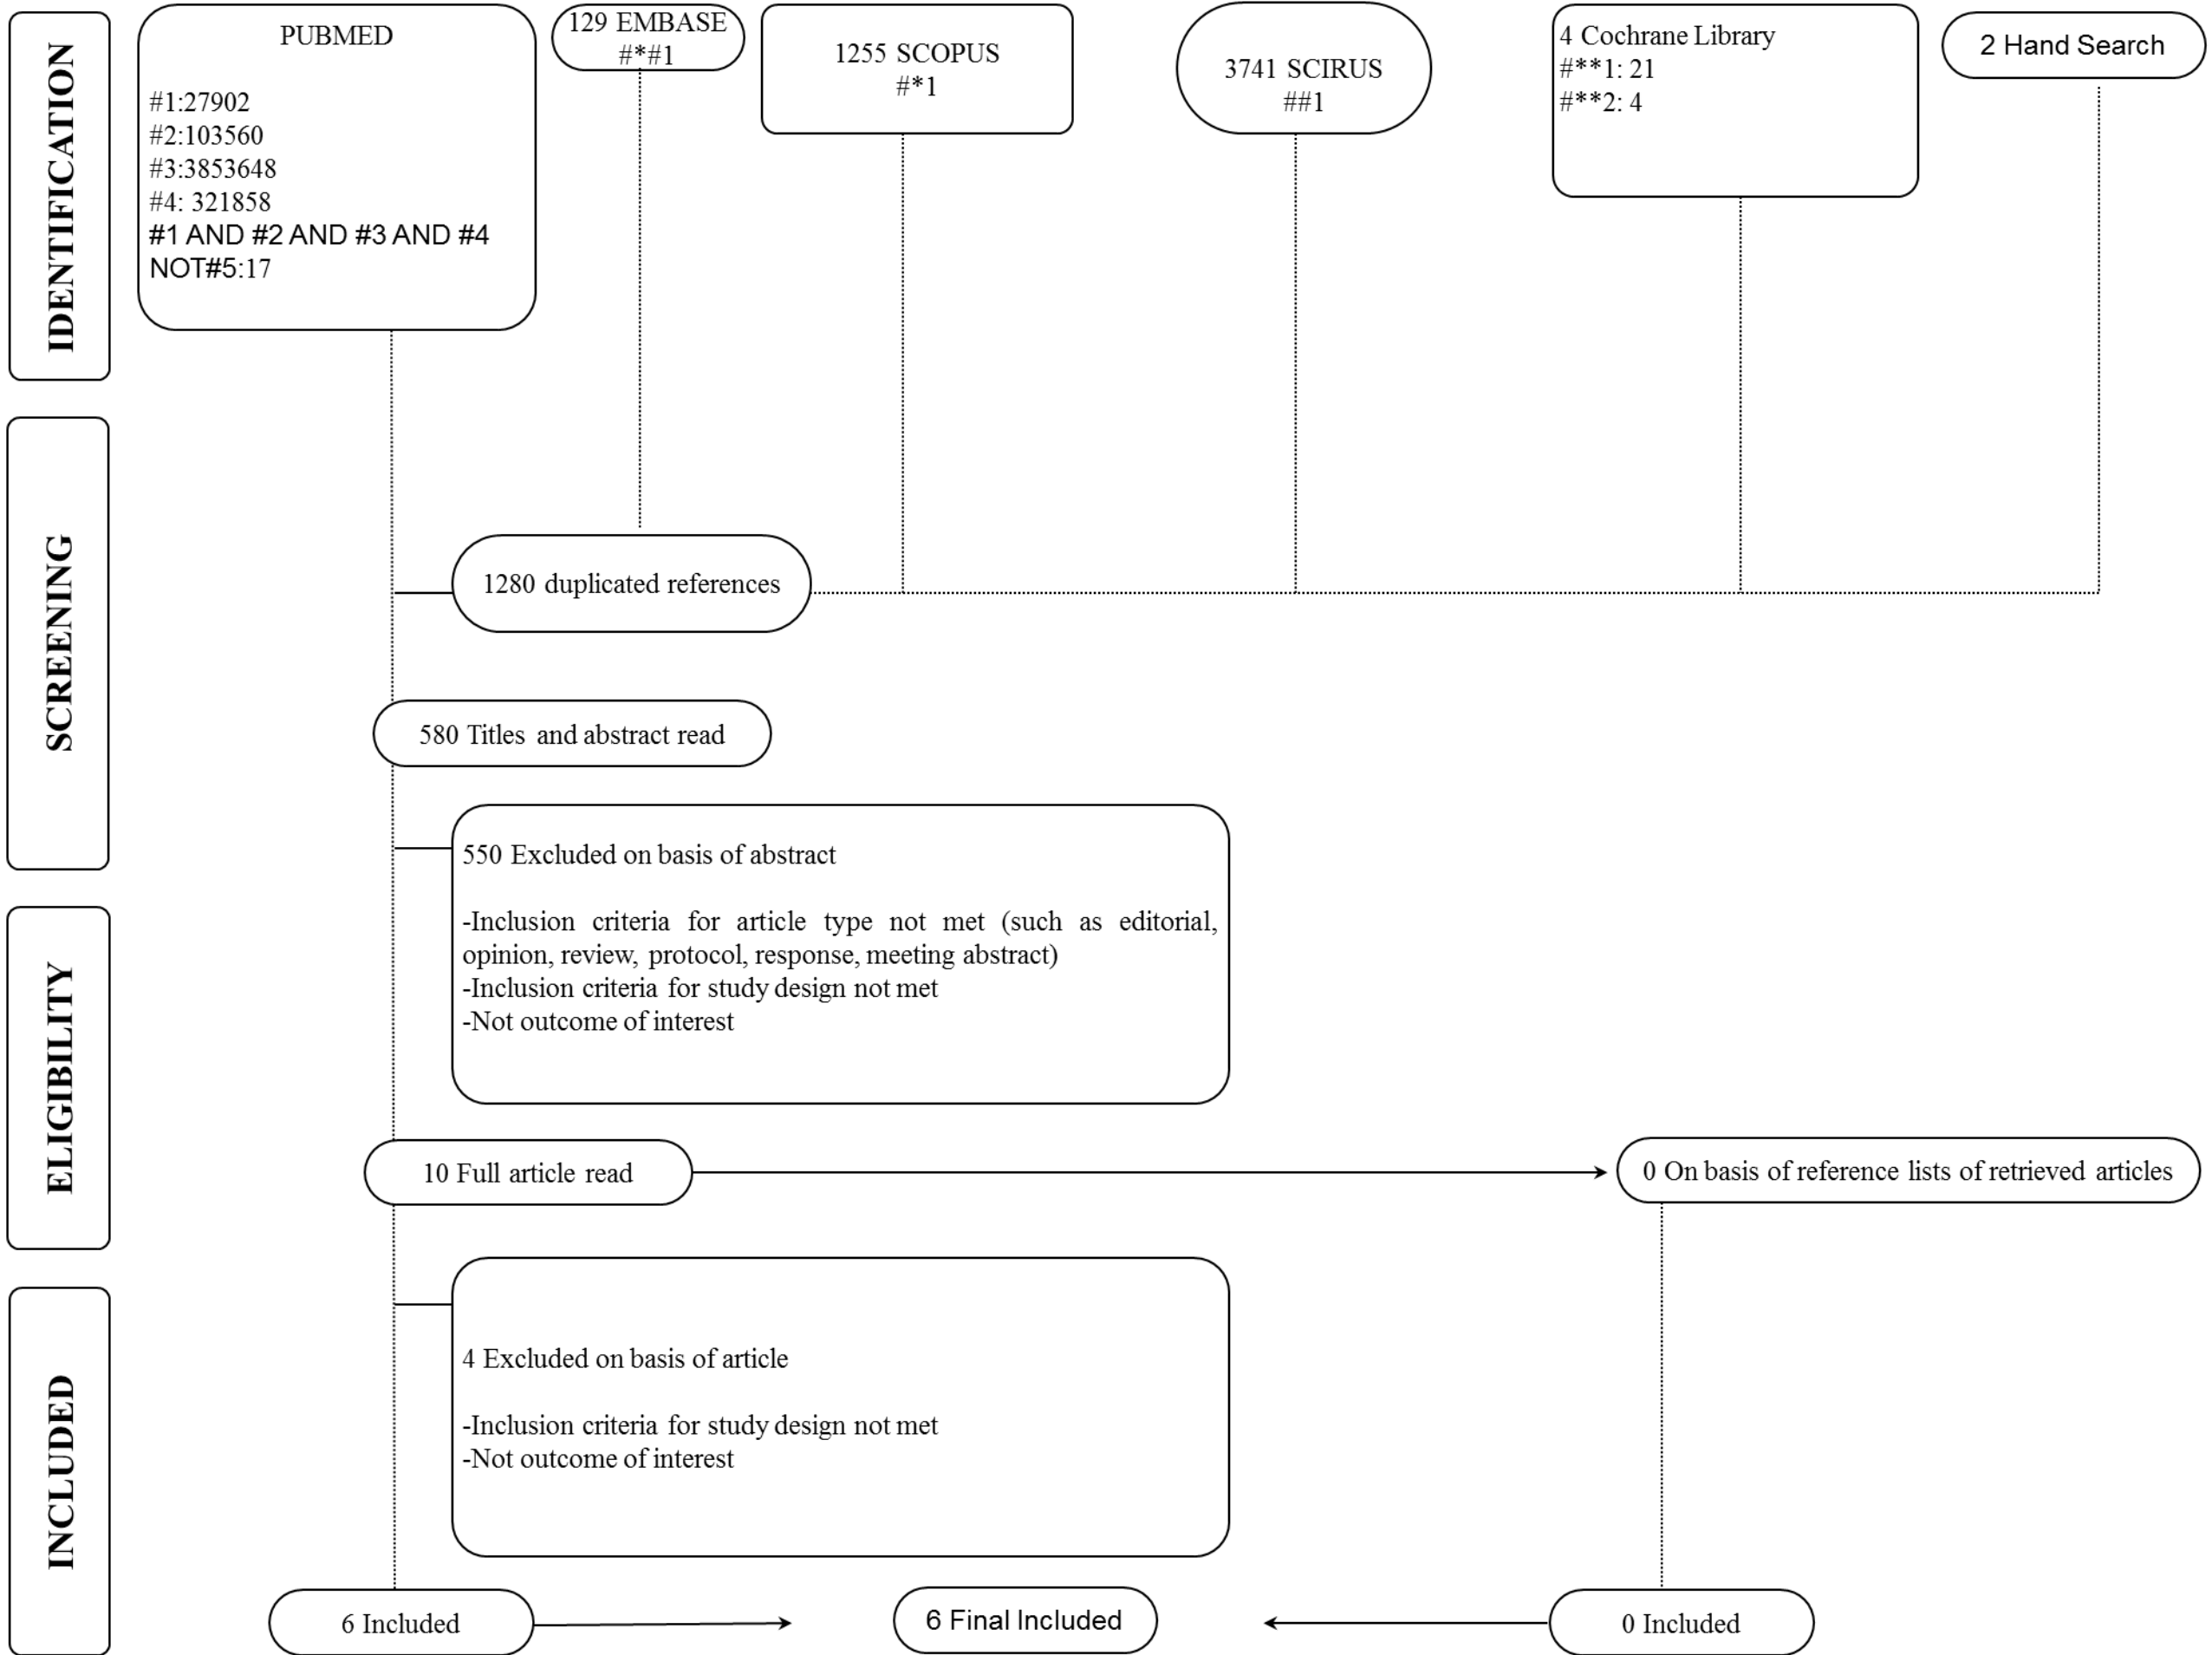 IDENTIFICATION
PUBMED
#1:27902
#2:103560
#3:3853648
#4: 321858
#1 AND #2 AND #3 AND #4
NOT#5:17
129 EMBASE
#*#1
1255 SCOPUS
#*1
3741 SCIRUS
##1
4 Cochrane Library
#**1: 21
#**2: 4
2 Hand Search
SCREENING
1280 duplicated references
580 Titles and abstract read
550 Excluded on basis of abstract
-Inclusion criteria for article type not met (such as editorial,
opinion, review, protocol, response, meeting abstract)
-Inclusion criteria for study design not met
-Not outcome of interest
ELIGIBILITY
10 Full article read
0 On basis of reference lists of retrieved articles
INCLUDED
4 Excluded on basis of article
-Inclusion criteria for study design not met
-Not outcome of interest
6 Included
6 Final Included
0 Included